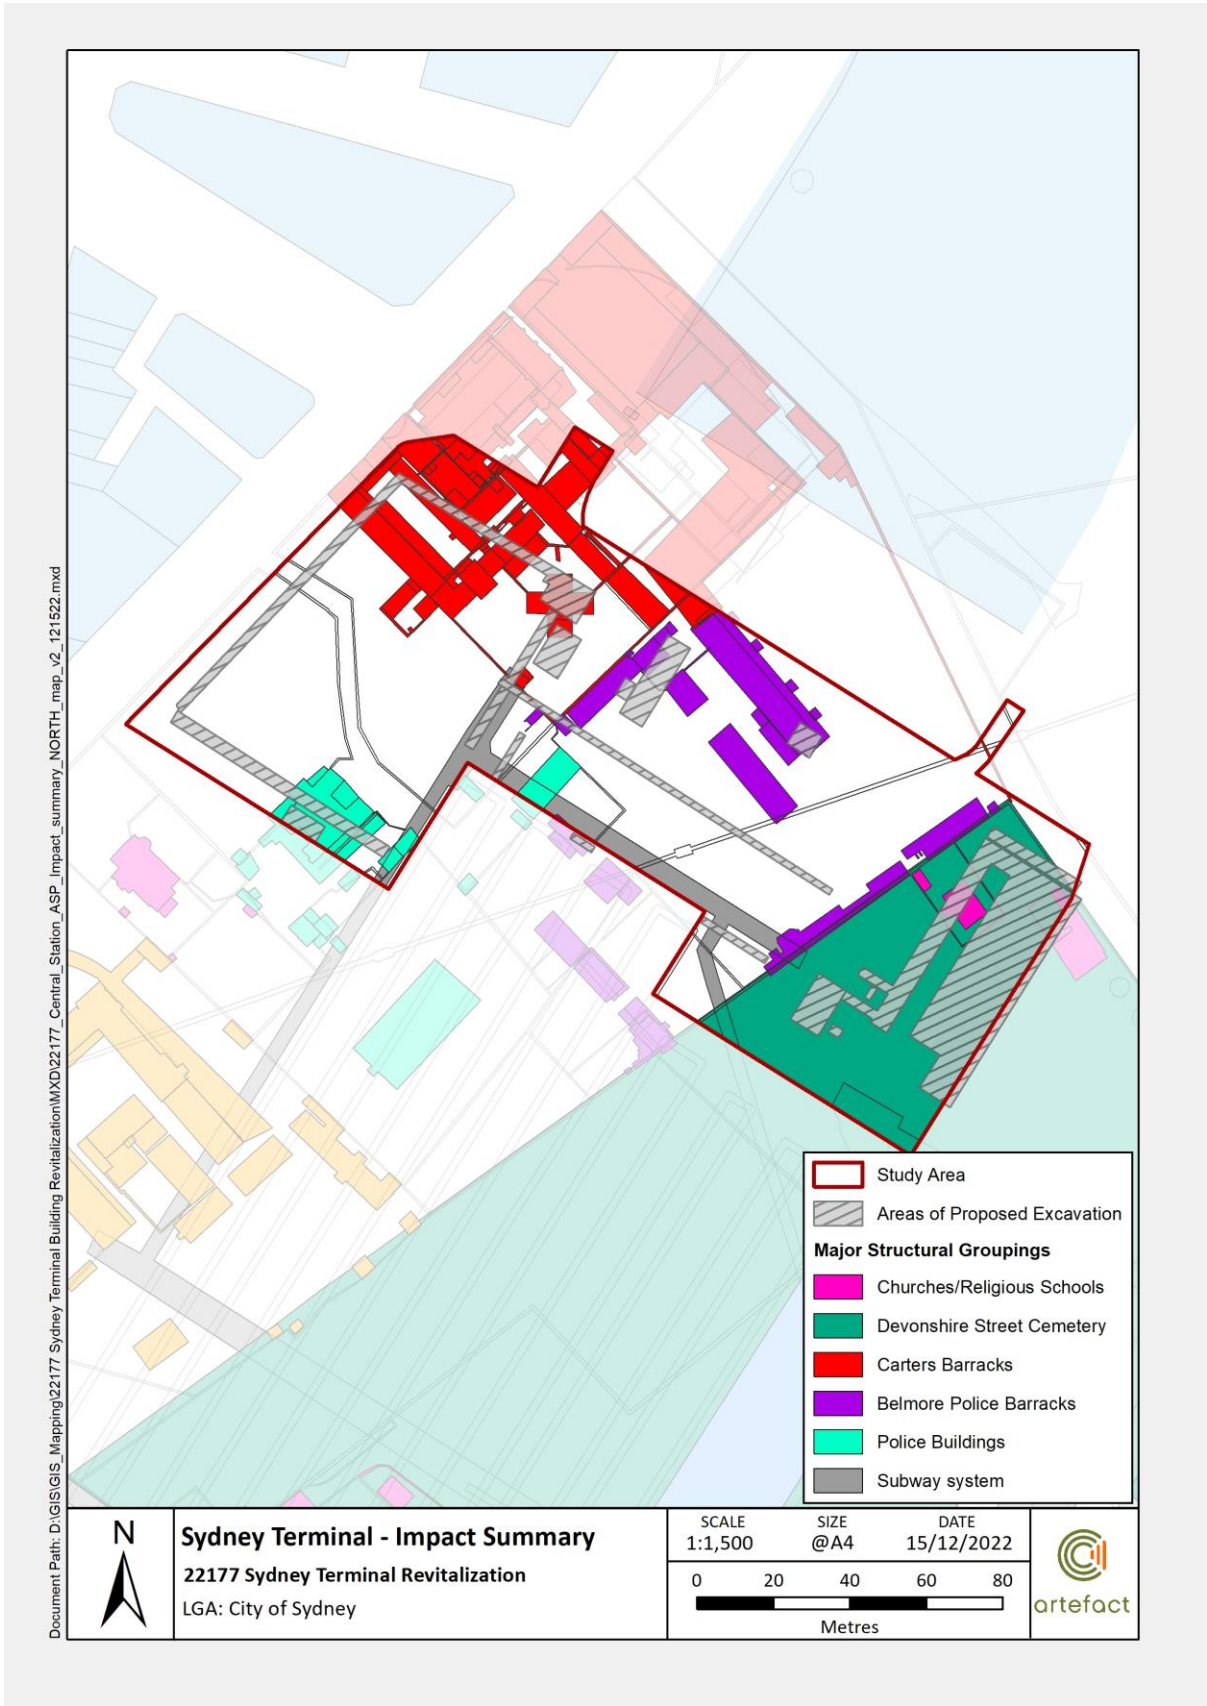 Document Path: D:\GIS\GIS_Mapping\22177 Sydney Terminal Building Revitalization\MXD\22177_Central_Station_ASP_Impact_summary_NORTH_map_v2_121522.mxd
Study Area
Areas of Proposed Excavation
Major Structural Groupings
Churches/Religious Schools
Devonshire Street Cemetery
Carters Barracks
Belmore Police Barracks
Police Buildings
Subway system
N
Sydney Terminal - Impact Summary
22177 Sydney Terminal Revitalization
LGA: City of Sydney
SCALE SIZE DATE
1:1,500 @A4 15/12/2022
0 20 40 60 80
Metres
artefact